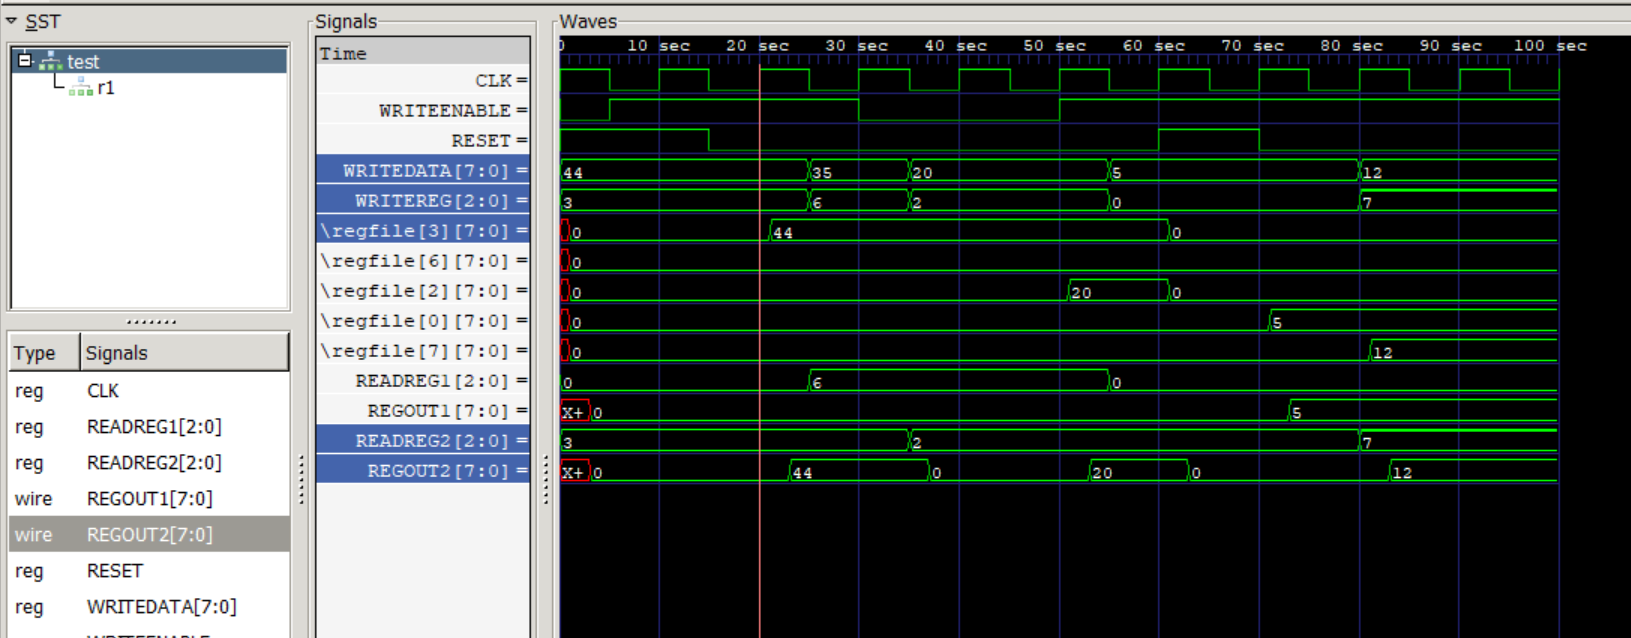 SST
test
r1
Type Signals
reg CLK
reg READREG1[2:0]
reg READREG2[2:0]
wire REGOUT1[7:0]
wire REGOUT2[7:0]
reg RESET
reg WRITEDATA[7:0]
Signals
Time
CLK =
WRITEENABLE =
RESET =
WRITEDATA[7:0] =
WRITEREG[2:0] =
\regfile[3][7:0] =
\regfile[6][7:0] =
\regfile[2][7:0] =
\regfile[0][7:0] =
\regfile[7][7:0] =
READREG1[2:0] =
REGOUT1[7:0] =
READREG2[2:0] =
REGOUT2[7:0] =
Waves
0 10 sec 20 sec 30 sec 40 sec 50 sec 60 sec 70 sec 80 sec 90 sec 100 sec
44 35 20 5 12
3 6 2 0 7
0 44 0
0
0 20 0
0 5
0 12
0 6 0
X+ 0 5
3 2 7
X+ 0 44 0 20 0 12